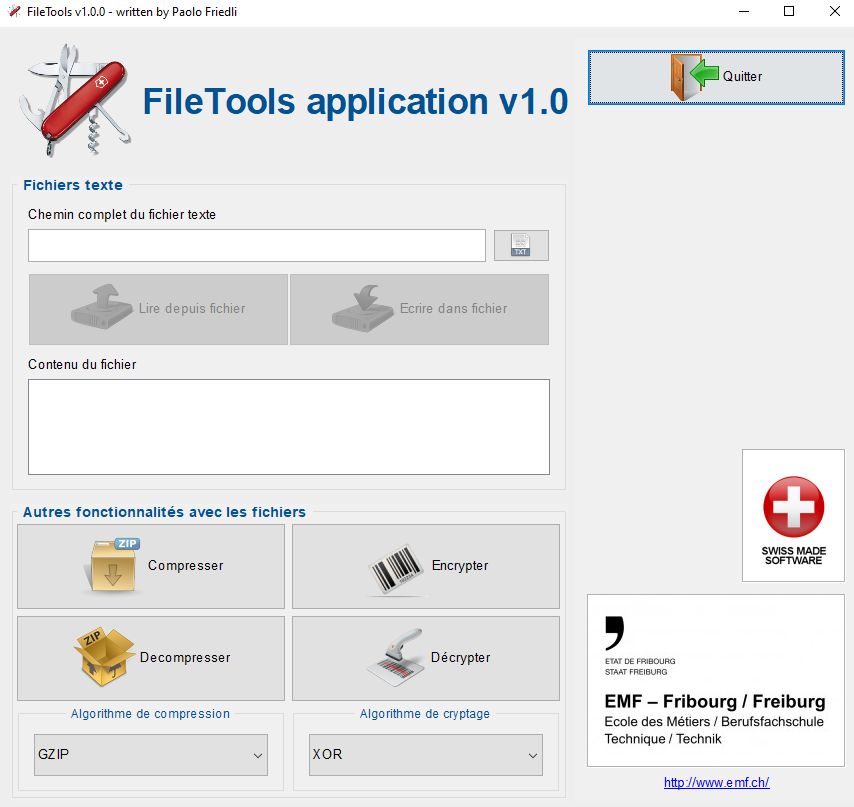 FileTools v1.0.0 - written by Paolo Friedli
FileTools application v1.0
Quitter
Fichiers texte
Chemin complet du fichier texte
TXT
Lire depuis fichier
Ecrire dans fichier
Contenu du fichier
Autres fonctionnalités avec les fichiers
ZIP
Compresser
Encrypter
ZIP
Decompresser
Décrypter
Algorithme de compression
Algorithme de cryptage
GZIP
XOR
SWISS MADE
SOFTWARE
ETAT DE FRIBOURG
STAAT FREIBURG
EMF – Fribourg / Freiburg
Ecole des Métiers / Berufsfachschule
Technique / Technik
http://www.emf.ch/